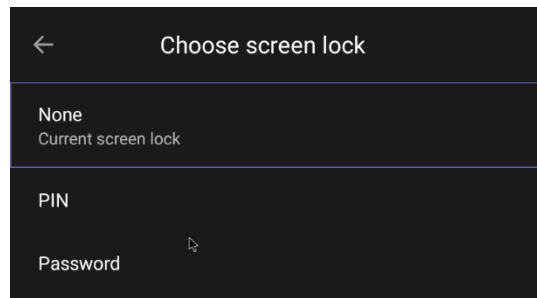 Choose screen lock
None
Current screen lock
PIN
Password